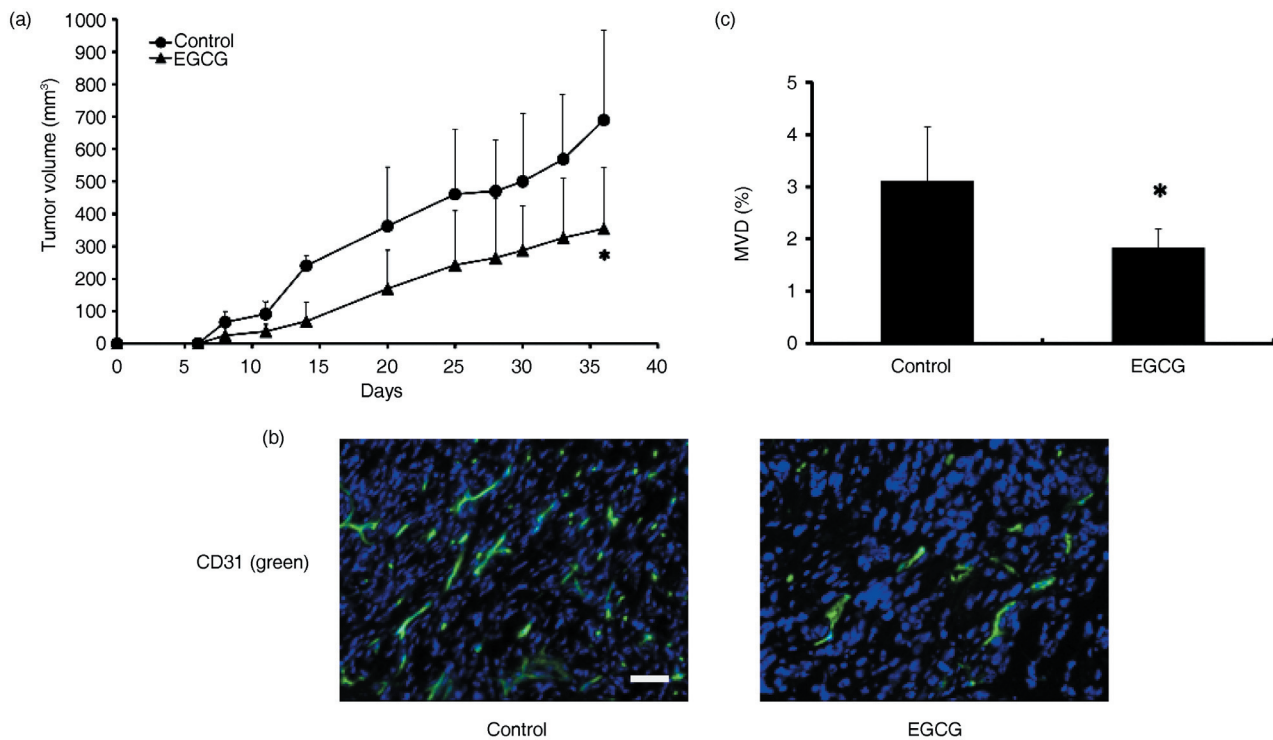 (a)
1000
900
800
700
600
500
400
300
200
100
0
Tumor volume (mm³)
Control
EGCG
0 5 10 15 20 25 30 35 40
Days
*
(c)
5
4
3
2
1
0
MVD (%)
*
Control EGCG
(b)
CD31 (green)
Control EGCG